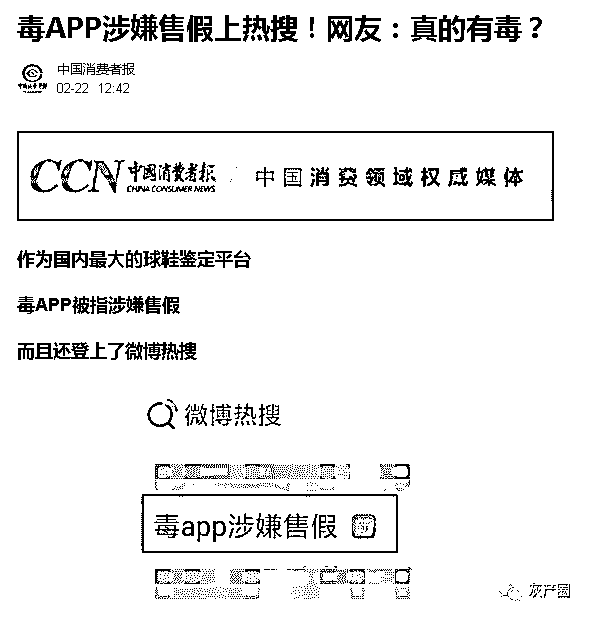 毒APP涉嫌售假上热搜！网友：真的有毒？
中国消费者报
02-22 12:42
CCN 中国消费者报 中国消费领域权威媒体
CHINA CONSUMER NEWS
作为国内最大的球鞋鉴定平台
毒APP被指涉嫌售假
而且还登上了微博热搜
微博热搜
毒app涉嫌售假
灰产圈